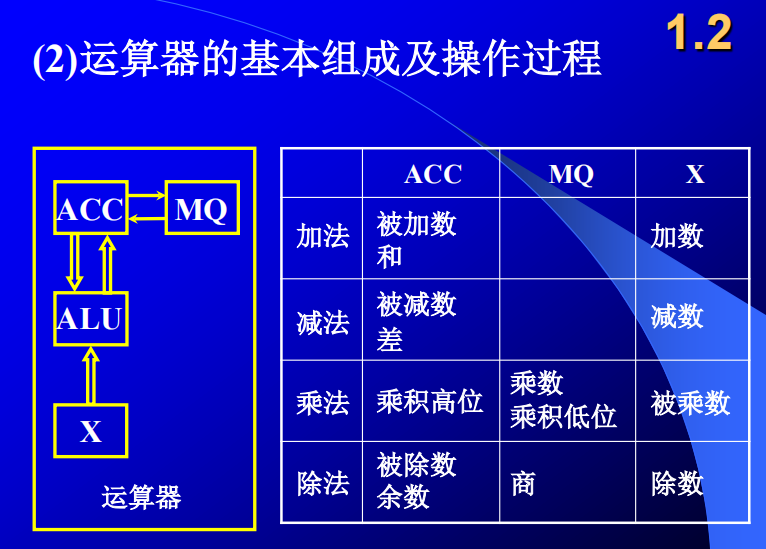 1.2
(2)运算器的基本组成及操作过程
ACC
MQ
ALU
X
运算器
ACC MQ X
加法 被加数 加数
和
减法 被减数 减数
差
乘法 乘积高位 乘数 被乘数
乘积低位
除法 被除数 商 除数
余数